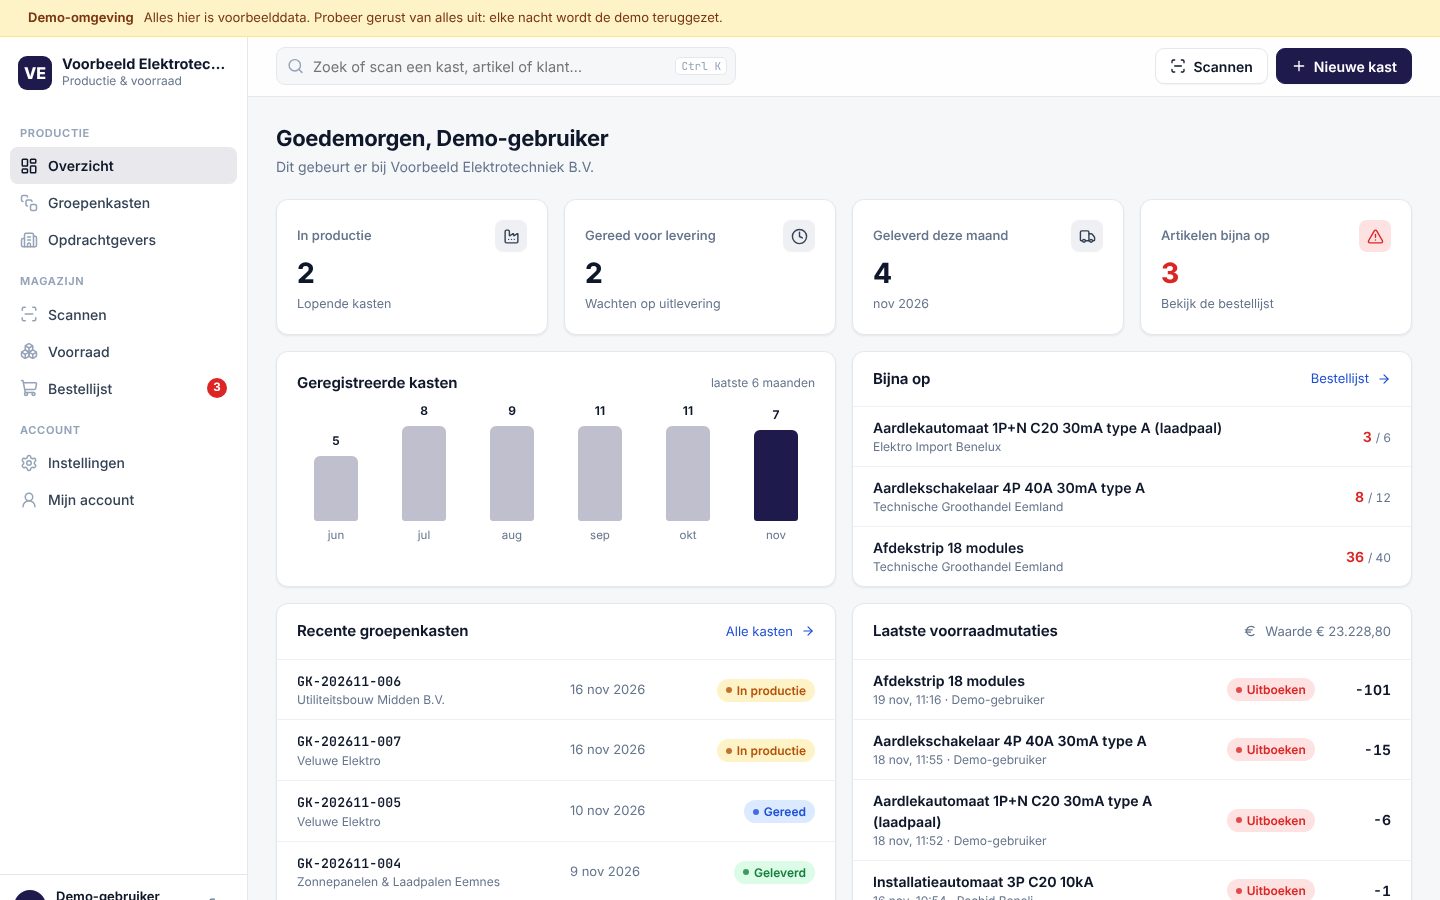 Demo-omgeving Alles hier is voorbeelddata. Probeer gerust van alles uit: elke nacht wordt de demo teruggezet.
VE
Voorbeeld Elektrotec...
Productie & voorraad
Zoek of scan een kast, artikel of klant...
Ctrl K
Scannen
+ Nieuwe kast
PRODUCTIE
Overzicht
Groepenkasten
Opdrachtgevers
MAGAZIJN
Scannen
Voorraad
Bestellijst 3
ACCOUNT
Instellingen
Mijn account
Demo-gebruiker
Goedemorgen, Demo-gebruiker
Dit gebeurt er bij Voorbeeld Elektrotechniek B.V.
In productie
2
Lopende kasten
Gereed voor levering
2
Wachten op uitlevering
Geleverd deze maand
4
nov 2026
Artikelen bijna op
3
Bekijk de bestellijst
Geregistreerde kasten
laatste 6 maanden
5 8 9 11 11 7
jun jul aug sep okt nov
Bijna op
Bestellijst →
Aardlekautomaat 1P+N C20 30mA type A (laadpaal)
Elektro Import Benelux
3 / 6
Aardlekschakelaar 4P 40A 30mA type A
Technische Groothandel Eemland
8 / 12
Afdekstrip 18 modules
Technische Groothandel Eemland
36 / 40
Recente groepenkasten
Alle kasten →
GK-202611-006
Utiliteitsbouw Midden B.V.
16 nov 2026
In productie
GK-202611-007
Veluwe Elektro
16 nov 2026
In productie
GK-202611-005
Veluwe Elektro
10 nov 2026
Gereed
GK-202611-004
Zonnepanelen & Laadpalen Eemnes
9 nov 2026
Geleverd
Laatste voorraadmutaties
€ Waarde € 23.228,80
Afdekstrip 18 modules
19 nov, 11:16 · Demo-gebruiker
Uitboeken
-101
Aardlekschakelaar 4P 40A 30mA type A
18 nov, 11:55 · Demo-gebruiker
Uitboeken
-15
Aardlekautomaat 1P+N C20 30mA type A
(laadpaal)
18 nov, 11:52 · Demo-gebruiker
Uitboeken
-6
Installatieautomaat 3P C20 10kA
Uitboeken
-1